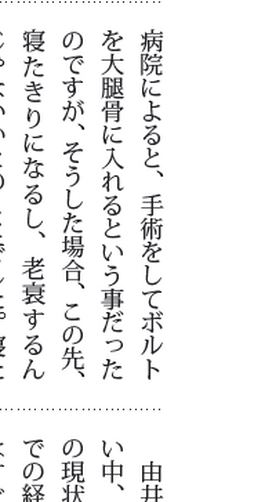 病院によると、手術をしてボルト
を大腿骨に入れるという事だった
のですが、そうした場合、この先、
寝たきりになるし、老衰するん
由井
い中、
の現状
での経